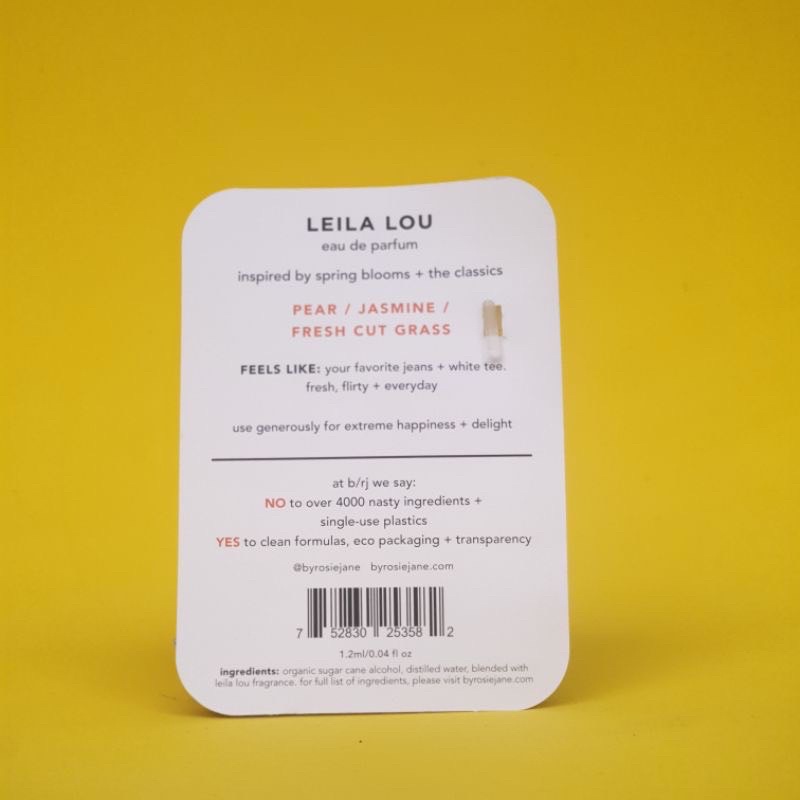 LEILA LOU
eau de parfum
inspired by spring blooms + the classics
PEAR / JASMINE /
FRESH CUT GRASS
FEELS LIKE: your favorite jeans + white tee.
fresh, flirty + everyday
use generously for extreme happiness + delight
at b/rj we say:
NO to over 4000 nasty ingredients +
single-use plastics
YES to clean formulas, eco packaging + transparency
@byrosiejane byrosiejane.com
7 52830 25358 2
1.2ml/0.04 fl oz
ingredients: organic sugar cane alcohol, distilled water, blended with
leila lou fragrance. for full list of ingredients, please visit byrosiejane.com